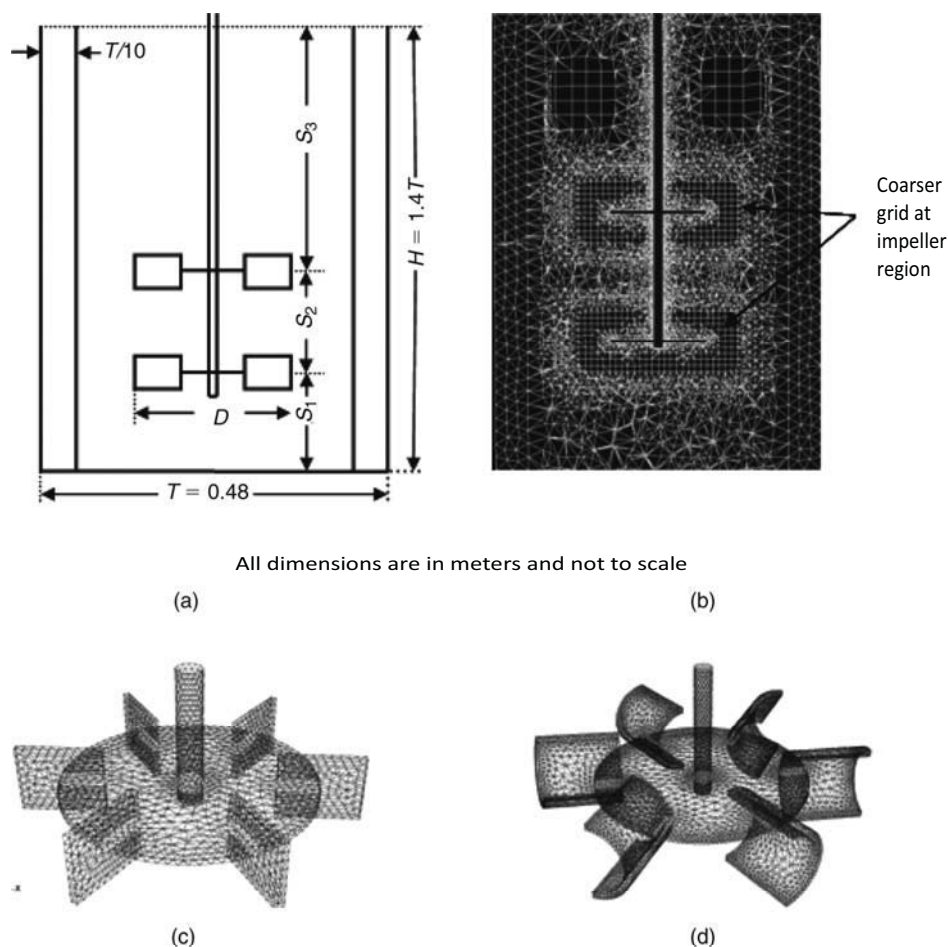 T/10
S3
H = 1.4T
S2
S1
D
T = 0.48
Coarser
grid at
impeller
region
All dimensions are in meters and not to scale
(a)
(b)
-x
(c)
(d)